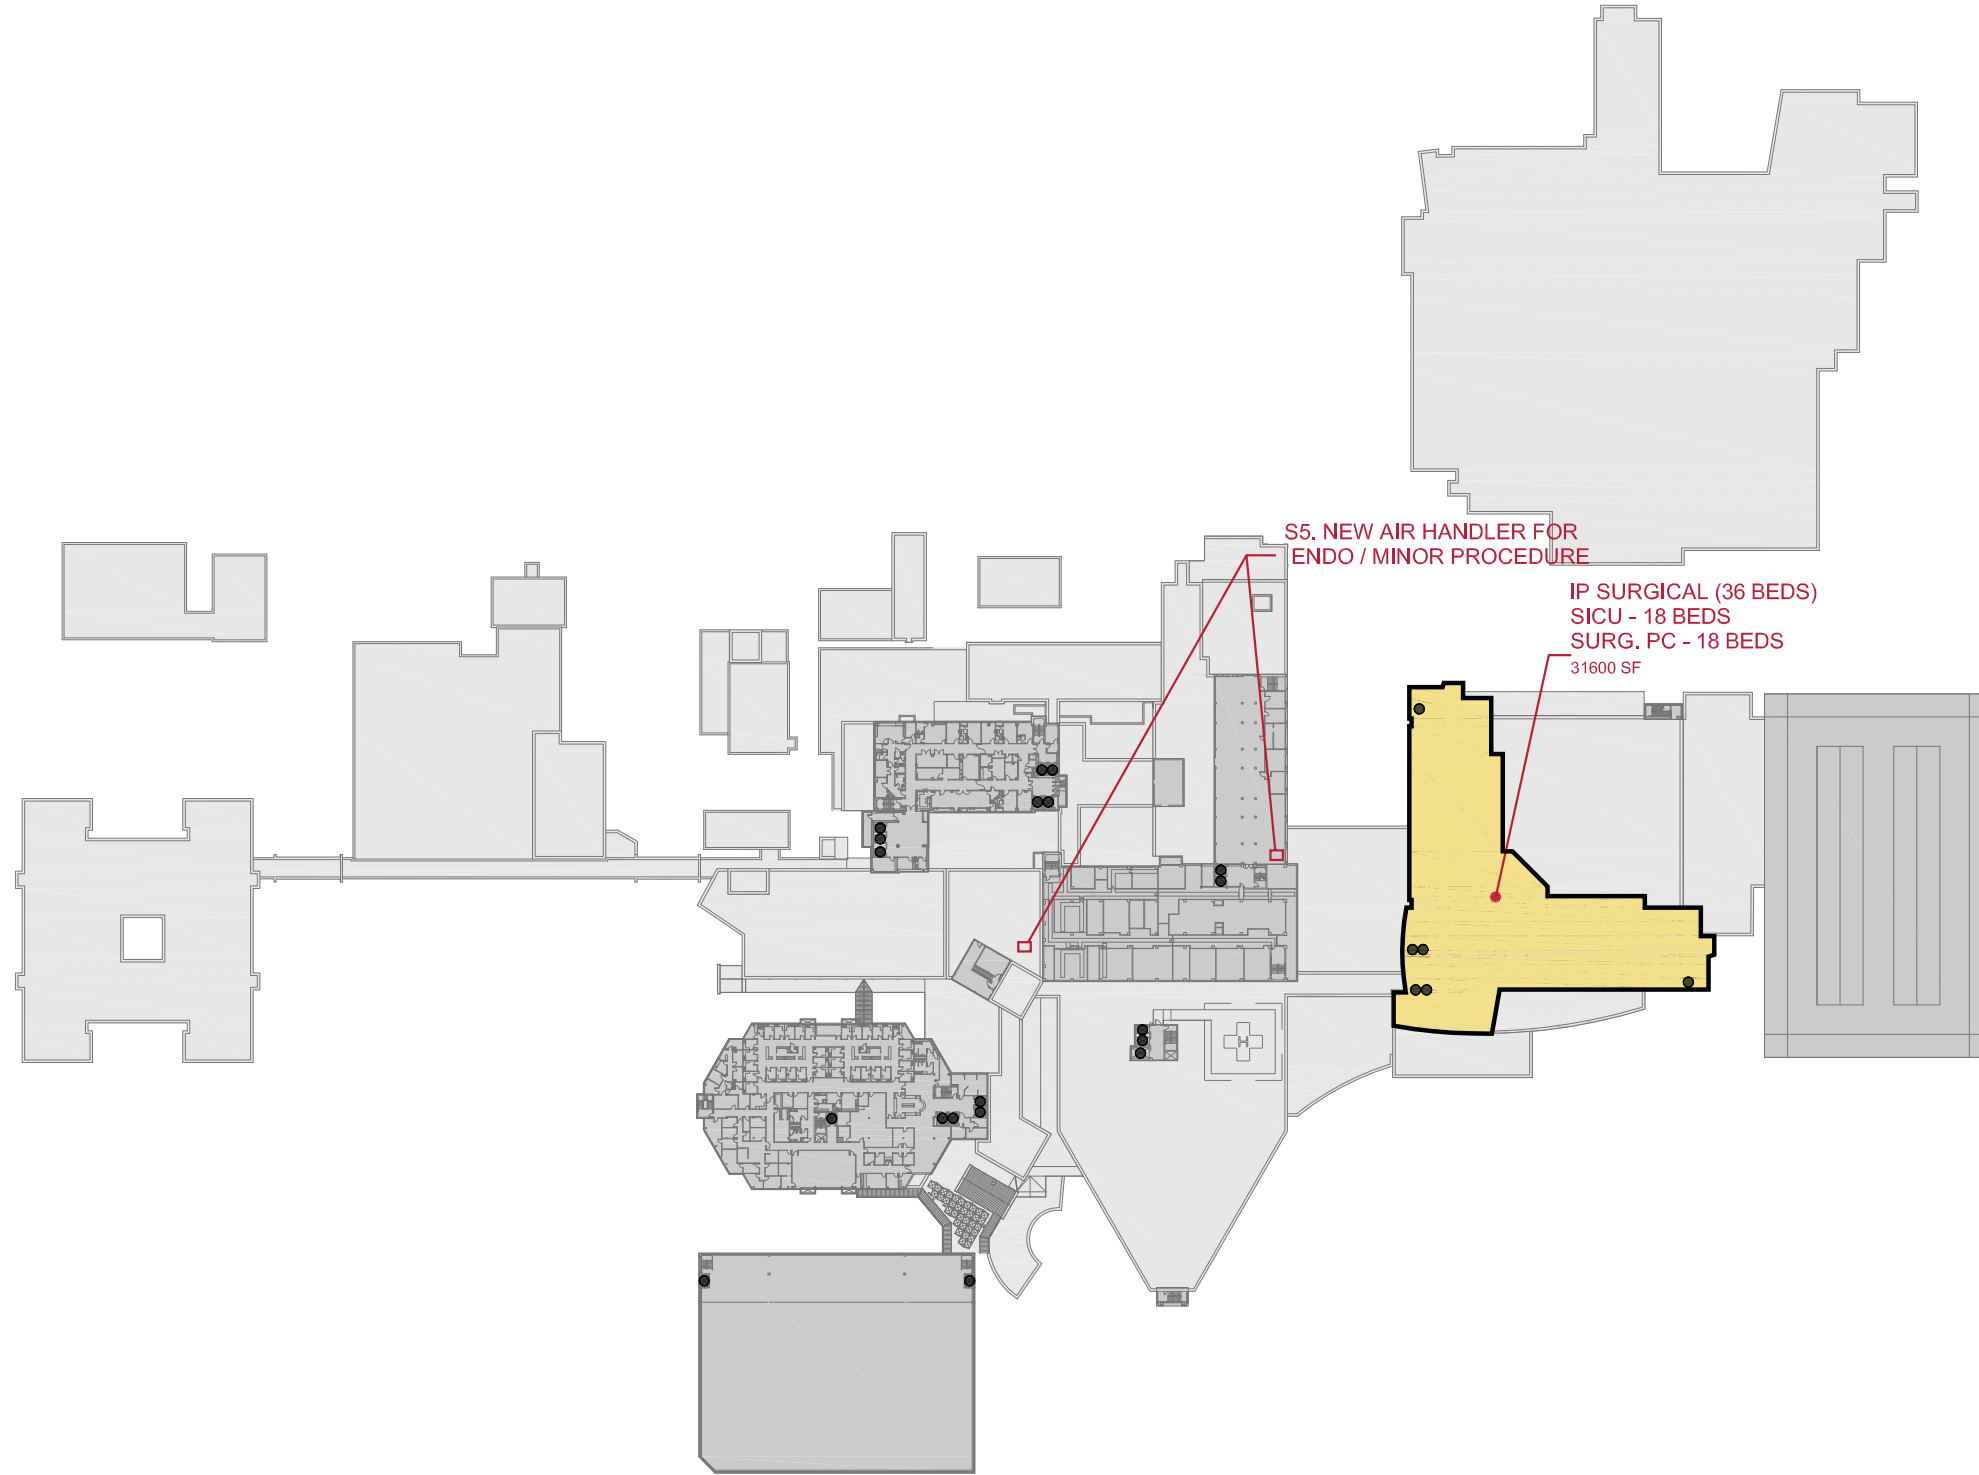 S5. NEW AIR HANDLER FOR
ENDO / MINOR PROCEDURE
IP SURGICAL (36 BEDS)
SICU - 18 BEDS
SURG. PC - 18 BEDS
31600 SF
H